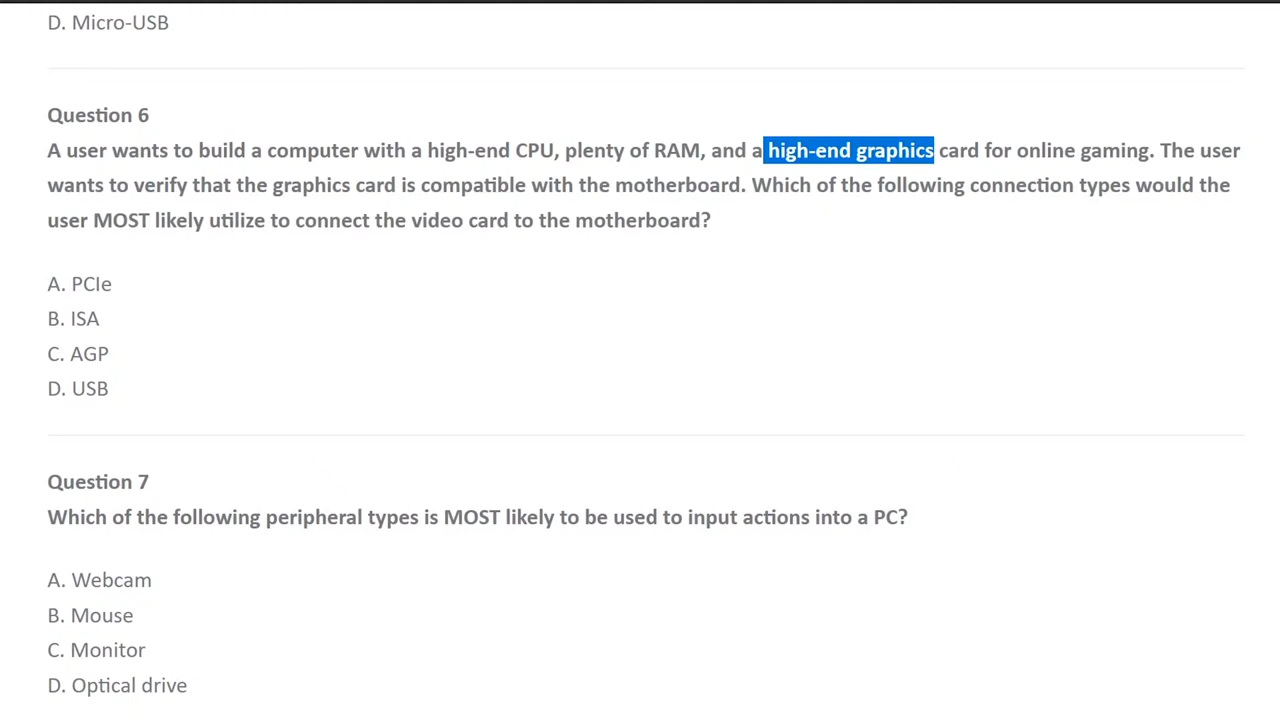 D. Micro-USB
Question 6
A user wants to build a computer with a high-end CPU, plenty of RAM, and a high-end graphics card for online gaming. The user
wants to verify that the graphics card is compatible with the motherboard. Which of the following connection types would the
user MOST likely utilize to connect the video card to the motherboard?
A. PCIe
B. ISA
C. AGP
D. USB
Question 7
Which of the following peripheral types is MOST likely to be used to input actions into a PC?
A. Webcam
B. Mouse
C. Monitor
D. Optical drive